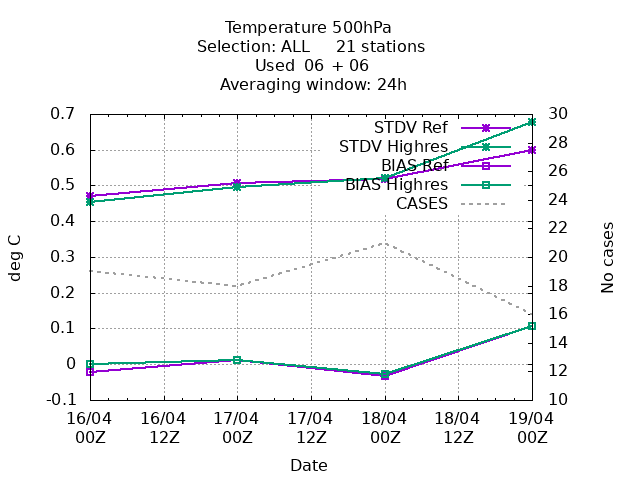 Temperature 500hPa
Selection: ALL     21 stations
Used  06 + 06
Averaging window: 24h
0.7
0.6
0.5
0.4
0.3
0.2
0.1
0
-0.1
30
28
26
24
22
20
18
16
14
12
10
STDV Ref
STDV Highres
BIAS Ref
BIAS Highres
CASES
deg C
No cases
16/04 16/04 17/04 17/04 18/04 18/04 19/04
00Z 12Z 00Z 12Z 00Z 12Z 00Z
Date